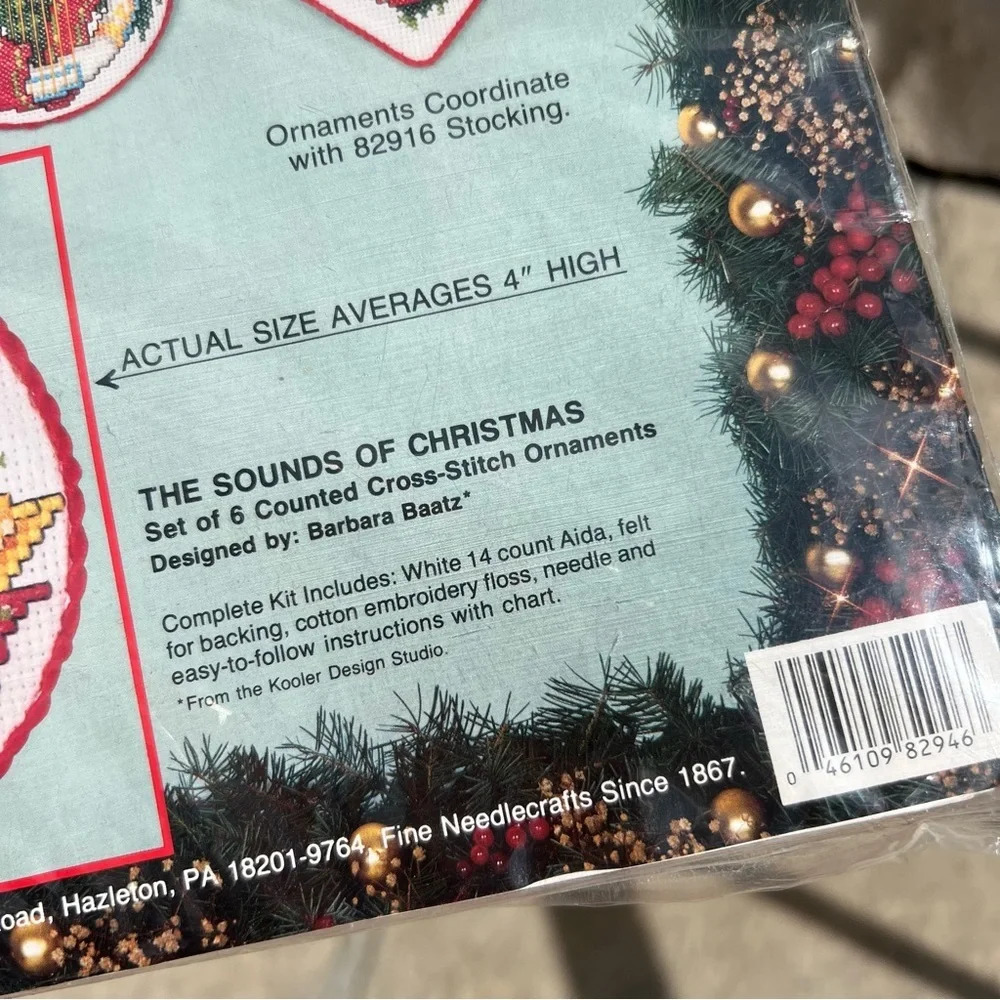 Ornaments Coordinate
with 82916 Stocking.
ACTUAL SIZE AVERAGES 4" HIGH
THE SOUNDS OF CHRISTMAS
Set of 6 Counted Cross-Stitch Ornaments
Designed by: Barbara Baatz*
Complete Kit Includes: White 14 count Aida, felt
for backing, cotton embroidery floss, needle and
easy-to-follow instructions with chart.
*From the Kooler Design Studio.
0 46109 82946
oad, Hazleton, PA 18201-9764, Fine Needlecrafts Since 1867.